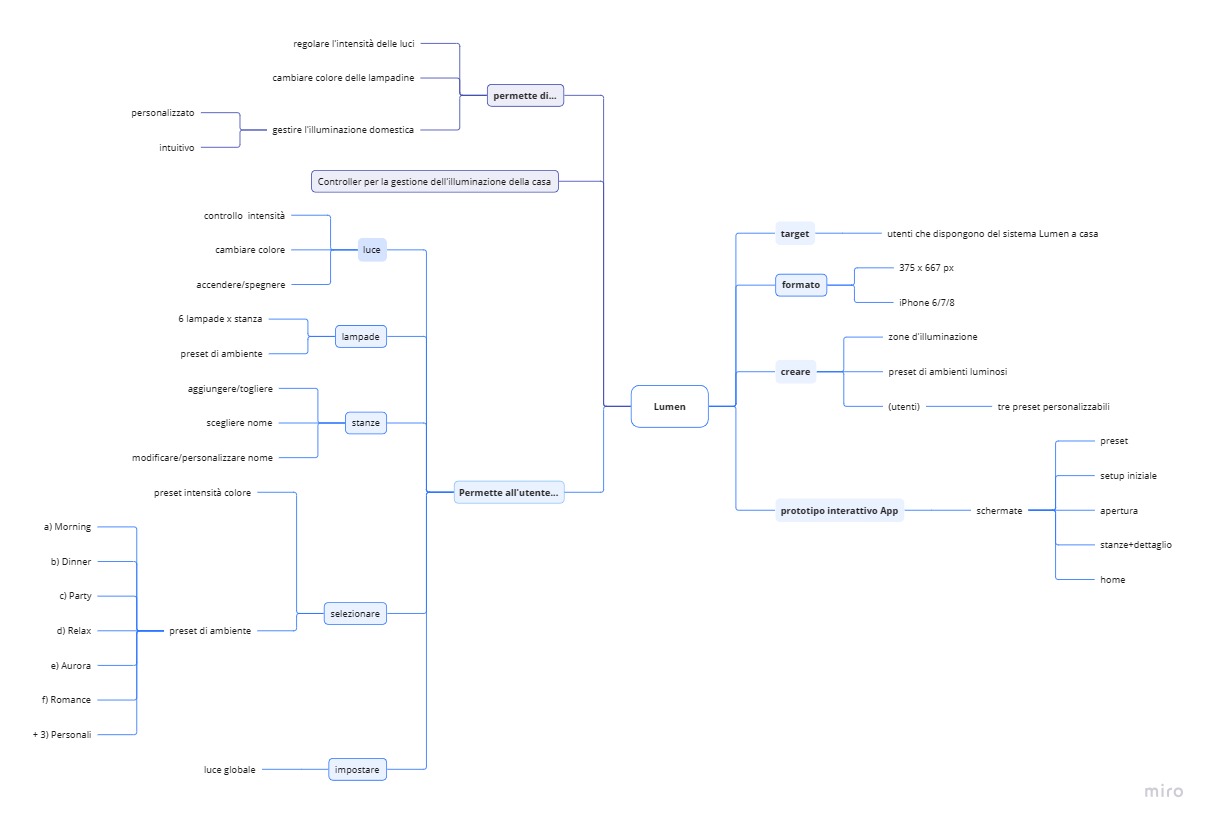 regolare l'intensità delle luci
cambiare colore delle lampadine
permette di...
personalizzato
gestire l'illuminazione domestica
intuitivo
Controller per la gestione dell'illuminazione della casa
controllo intensità
cambiare colore
luce
accendere/spegnere
6 lampade x stanza
lampade
preset di ambiente
aggiungere/togliere
scegliere nome
stanze
modificare/personalizzare nome
Permette all'utente...
preset intensità colore
a) Morning
b) Dinner
c) Party
selezionare
d) Relax
preset di ambiente
e) Aurora
f) Romance
+ 3) Personali
luce globale
impostare
Lumen
target
utenti che dispongono del sistema Lumen a casa
formato
375 x 667 px
iPhone 6/7/8
creare
zone d'illuminazione
preset di ambienti luminosi
(utenti)
tre preset personalizzabili
prototipo interattivo App
schermate
preset
setup iniziale
apertura
stanze+dettaglio
home
miro